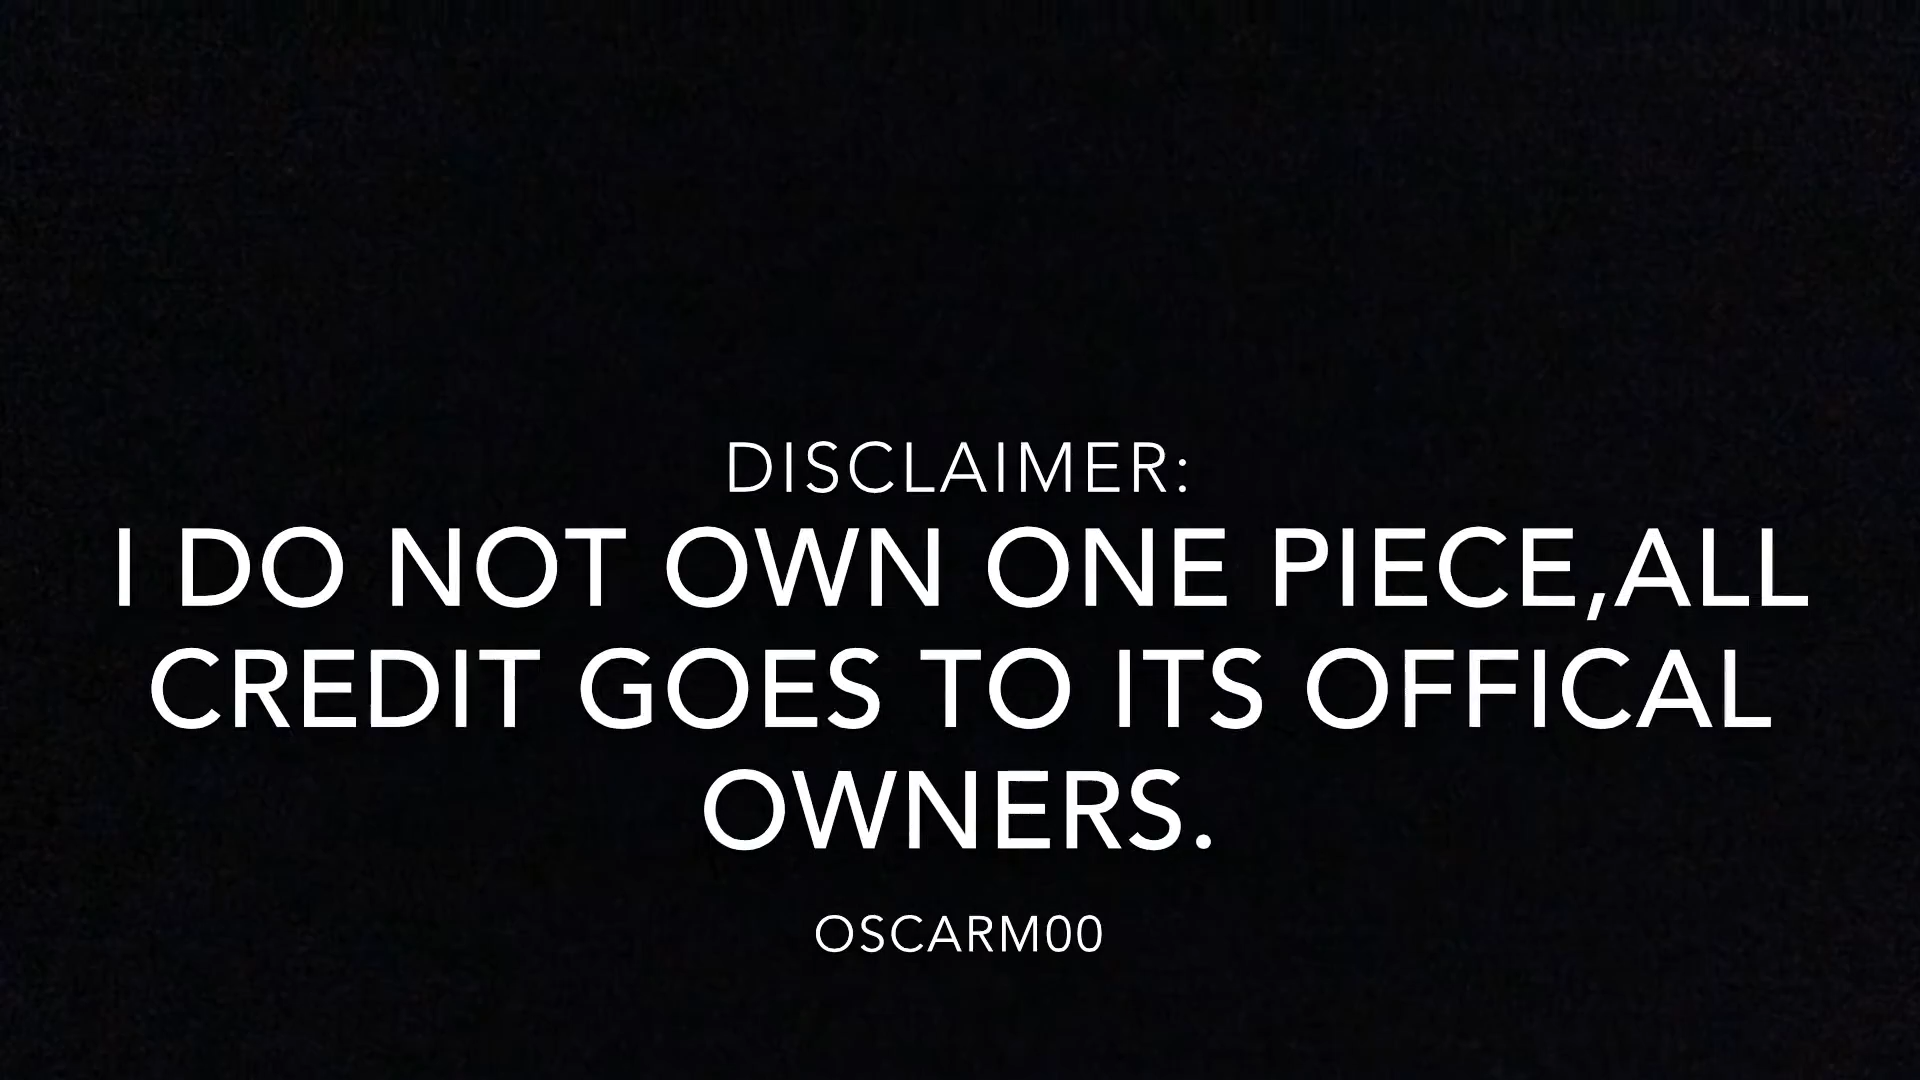 DISCLAIMER:
I DO NOT OWN ONE PIECE,ALL
CREDIT GOES TO ITS OFFICAL
OWNERS.
OSCARM00